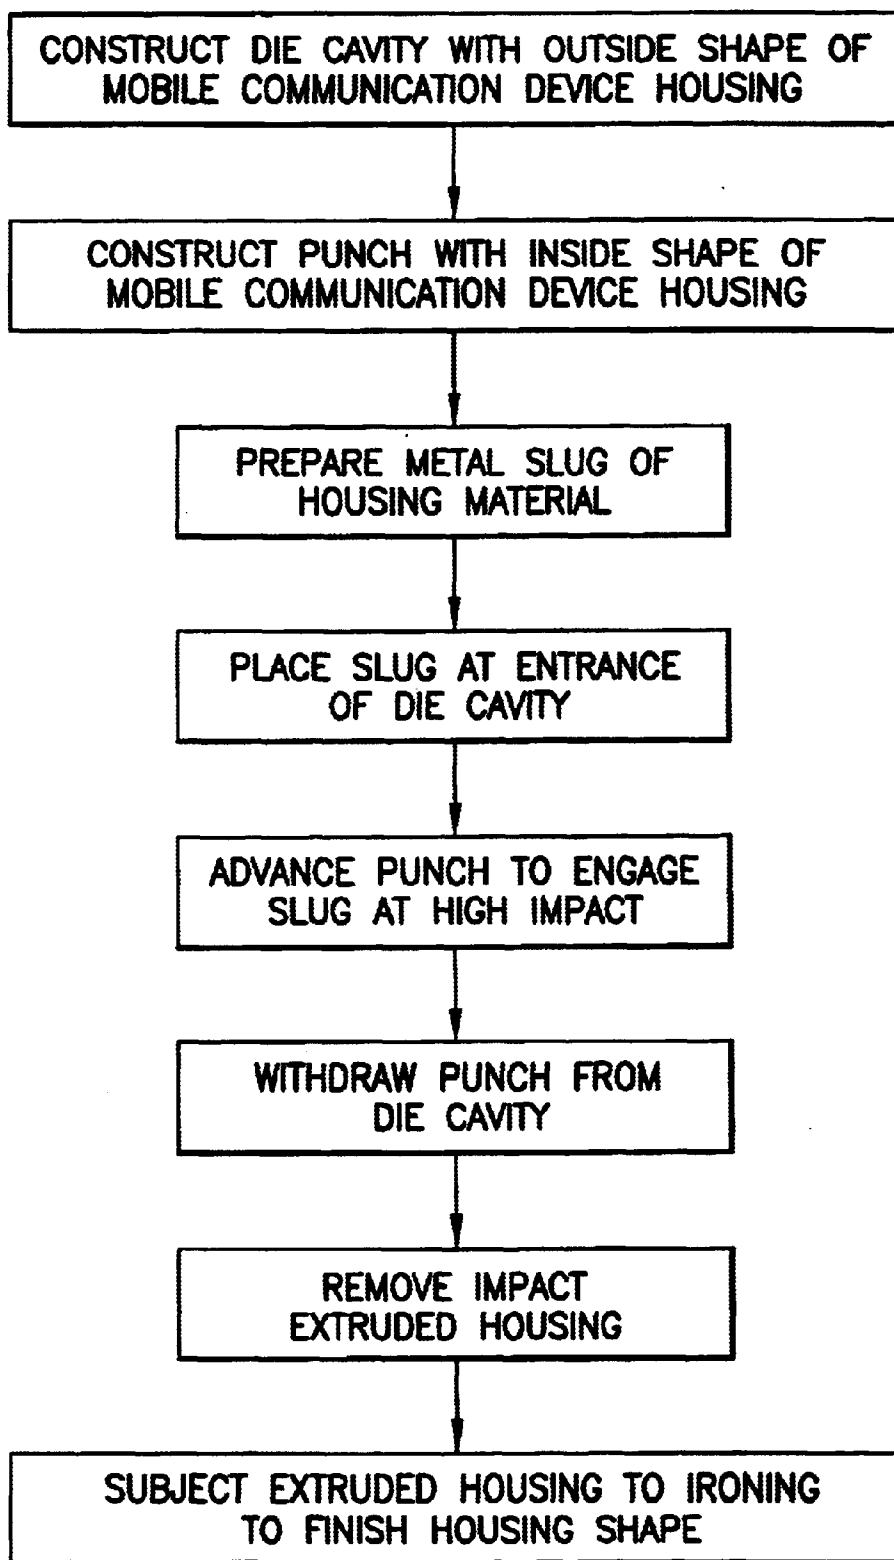 CONSTRUCT DIE CAVITY WITH OUTSIDE SHAPE OF
MOBILE COMMUNICATION DEVICE HOUSING
CONSTRUCT PUNCH WITH INSIDE SHAPE OF
MOBILE COMMUNICATION DEVICE HOUSING
PREPARE METAL SLUG OF
HOUSING MATERIAL
PLACE SLUG AT ENTRANCE
OF DIE CAVITY
ADVANCE PUNCH TO ENGAGE
SLUG AT HIGH IMPACT
WITHDRAW PUNCH FROM
DIE CAVITY
REMOVE IMPACT
EXTRUDED HOUSING
SUBJECT EXTRUDED HOUSING TO IRONING
TO FINISH HOUSING SHAPE